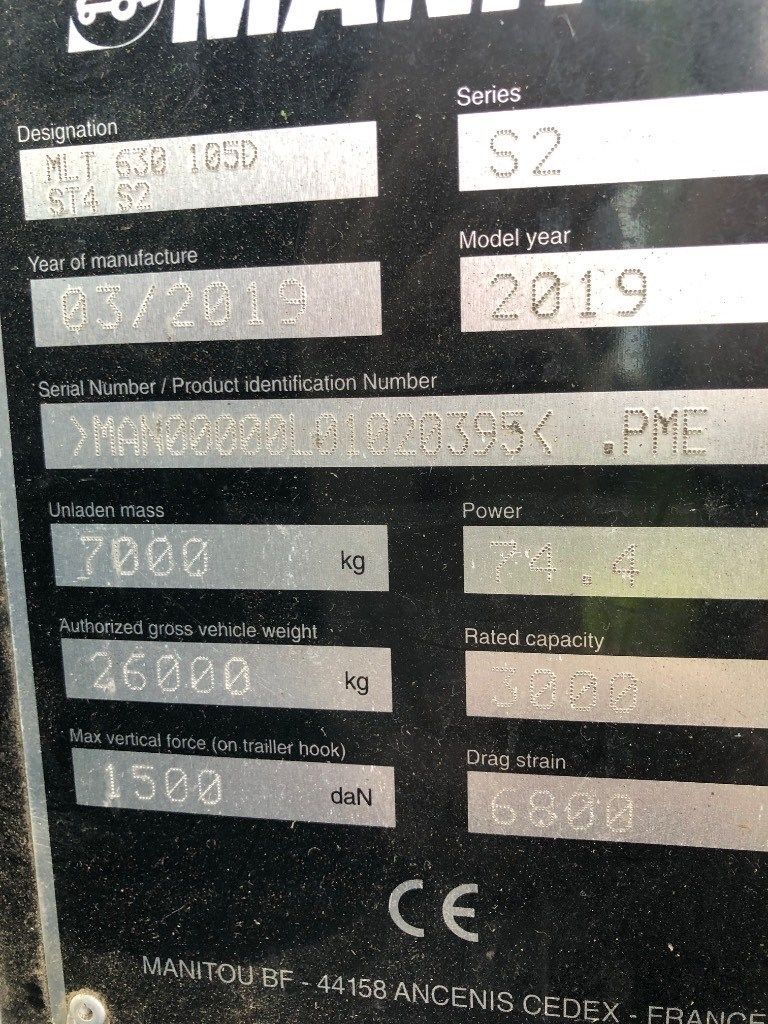 Designation
MLT 630 105D
ST4 S2
Series
S2
Year of manufacture
03/2019
Model year
2019
Serial Number / Product identification Number
>MAN00000L01020395< .PME
Unladen mass
7000 kg
Power
74.4
Authorized gross vehicle weight
26000 kg
Rated capacity
3000
Max vertical force (on trailler hook)
1500 daN
Drag strain
6800
CE
MANITOU BF - 44158 ANCENIS CEDEX - FRANCE